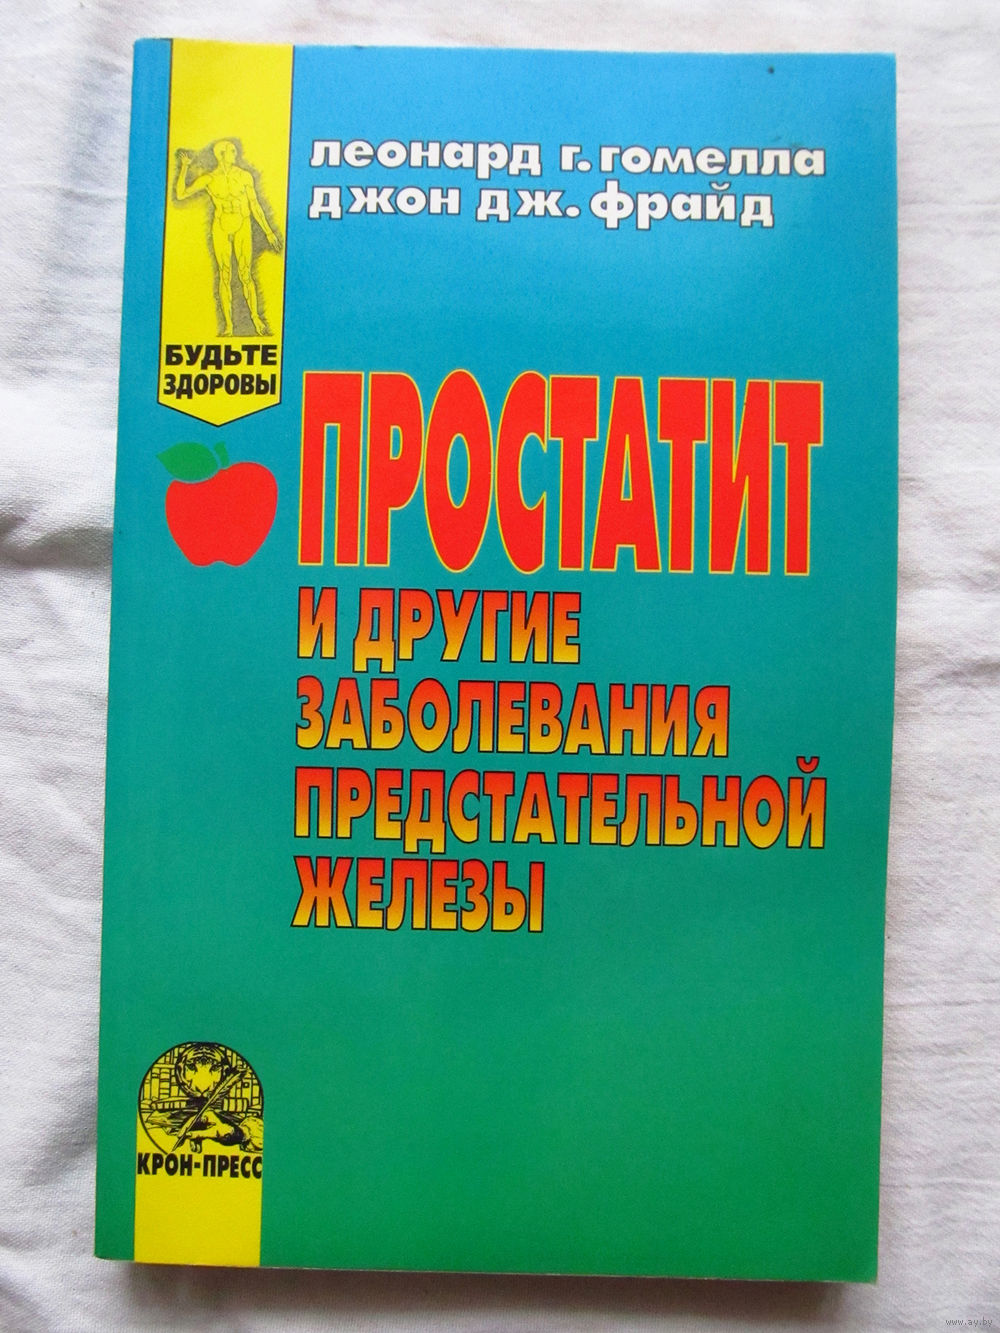 леонард г. гомелла
джон дж. фрайд
БУДЬТЕ
ЗДОРОВЫ
ПРОСТАТИТ
И ДРУГИЕ
ЗАБОЛЕВАНИЯ
ПРЕДСТАТЕЛЬНОЙ
ЖЕЛЕЗЫ
КРОН-ПРЕСС
www.ay.by